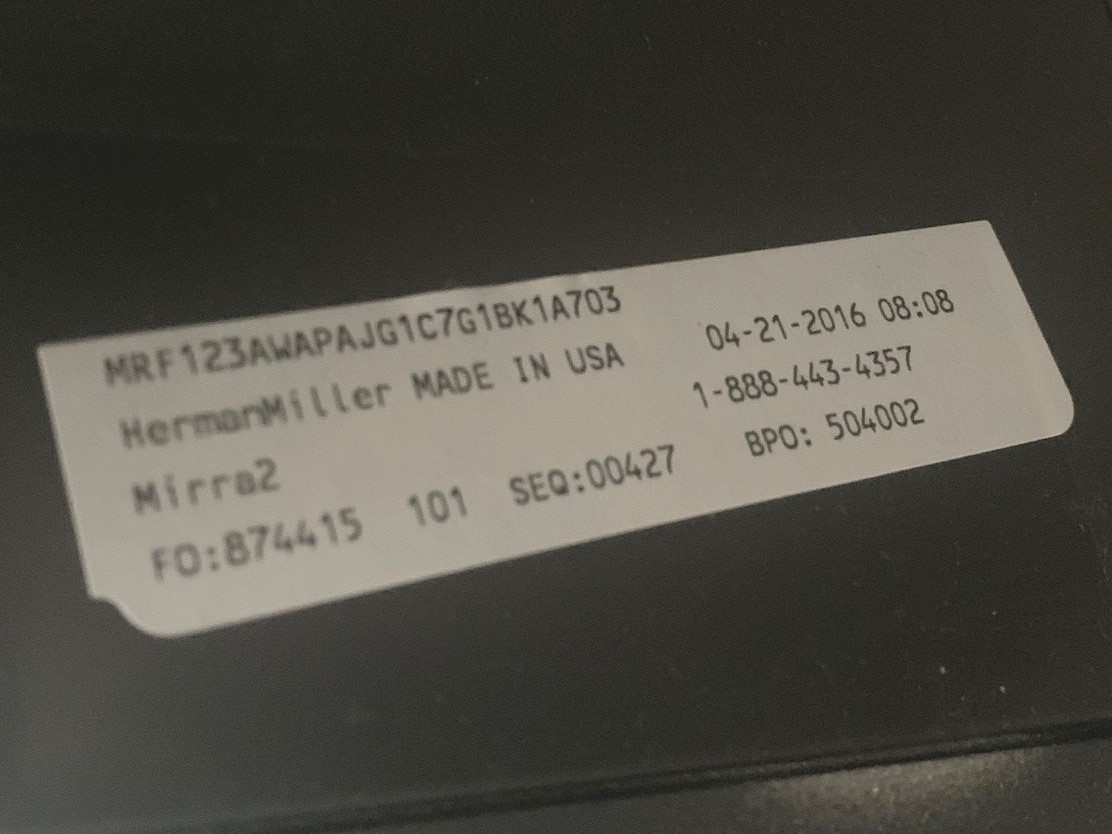 MRF123AWAPAJG1C7G1BK1A703
04-21-2016 08:08
HermanMiller MADE IN USA
1-888-443-4357
Mirra2
FO:874415 101 SEQ:00427 BPO: 504002